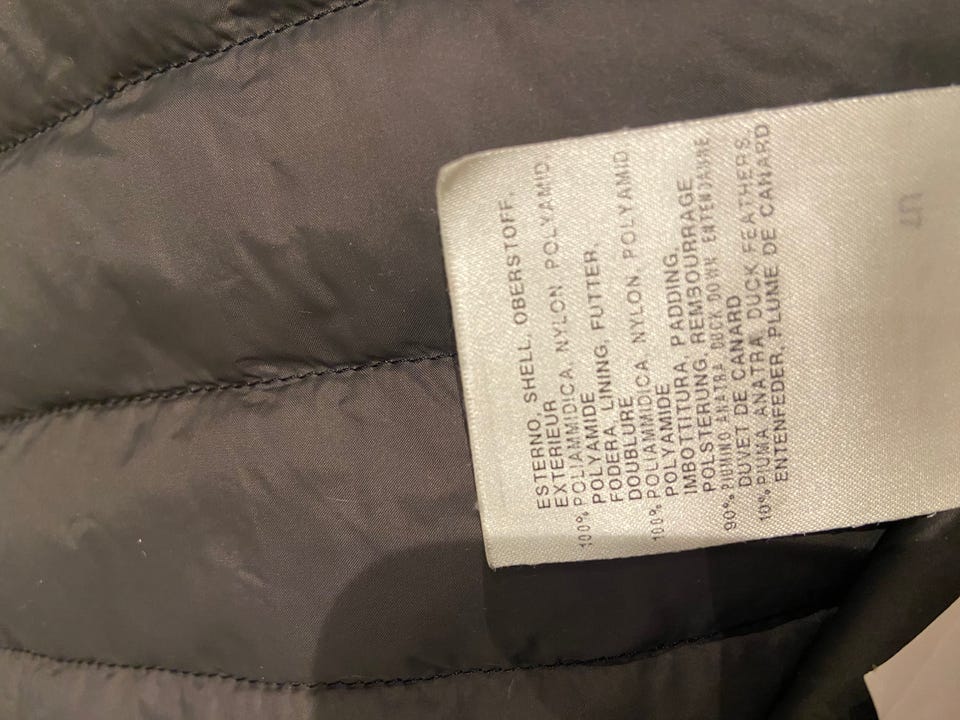 ESTERNO, SHELL, OBERSTOFF,
EXTERIEUR
100% POLIAMMIDICA, NYLON, POLYAMID,
POLYAMIDE
FODERA, LINING, FUTTER,
DOUBLURE
100% POLIAMMIDICA, NYLON, POLYAMID
POLYAMIDE
IMBOTTITURA, PADDING,
POLSTERUNG, REMBOURRAGE
90% PIUMINO ANATRA, DUCK DOWN, ENTENDAUNE
DUVET DE CANARD
10% PIUMA ANATRA, DUCK FEATHERS,
ENTENFEDER, PLUME DE CANARD